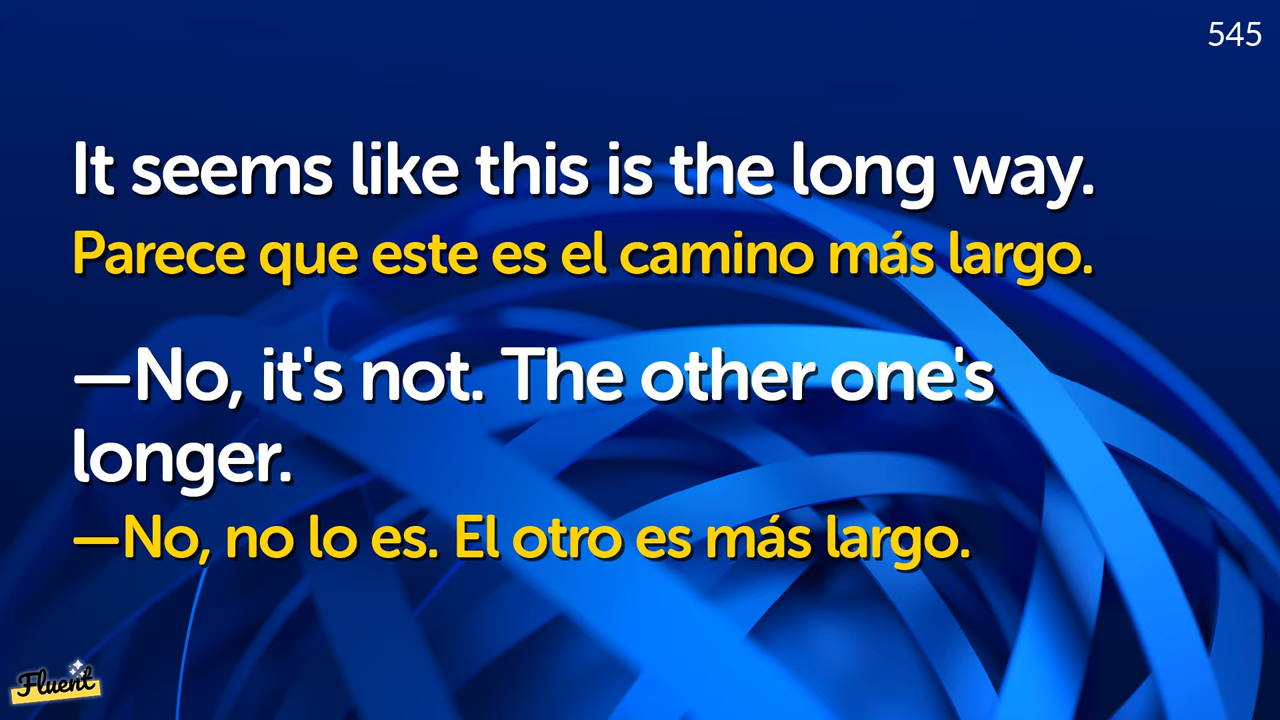 545
It seems like this is the long way.
Parece que este es el camino más largo.
—No, it's not. The other one's
longer.
—No, no lo es. El otro es más largo.
Fluent